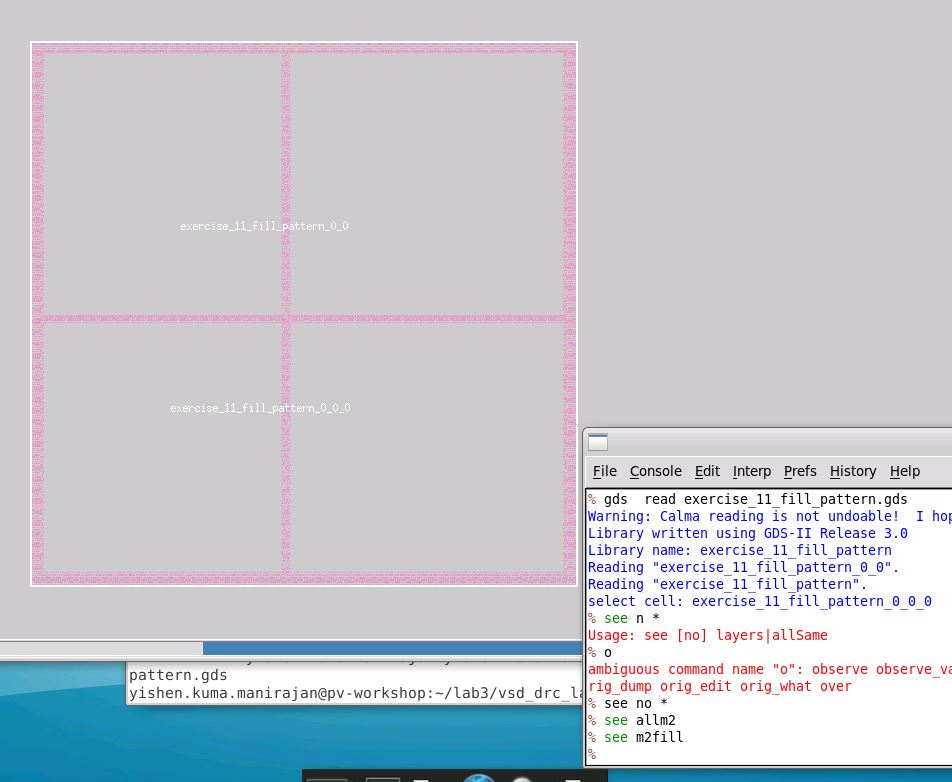 exercise_11_fill_pattern_0_0
exercise_11_fill_pattern_0_0_0
File Console Edit Interp Prefs History Help
% gds read exercise_11_fill_pattern.gds
Warning: Calma reading is not undoable! I hop
Library written using GDS-II Release 3.0
Library name: exercise_11_fill_pattern
Reading "exercise_11_fill_pattern_0_0".
Reading "exercise_11_fill_pattern".
select cell: exercise_11_fill_pattern_0_0_0
% see n *
Usage: see [no] layers|allSame
% o
ambiguous command name "o": observe observe_va
rig_dump orig_edit orig_what over
% see no *
% see allm2
% see m2fill
%
pattern.gds
yishen.kuma.manirajan@pv-workshop:~/lab3/vsd_drc_la